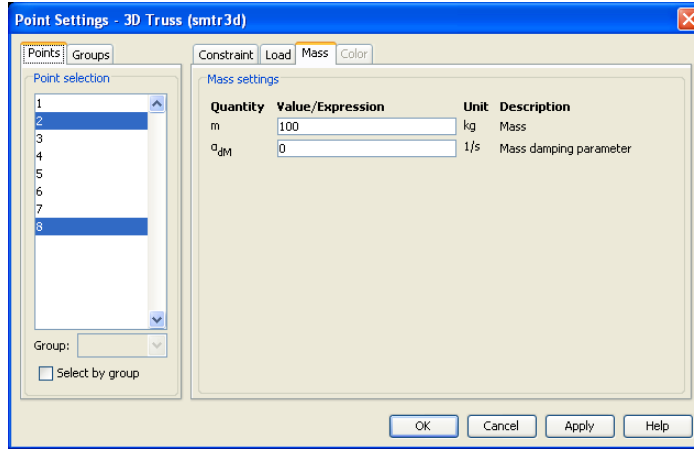 Point Settings - 3D Truss (smtr3d)
Points Groups
Constraint Load Mass Color
Point selection
1
2
3
4
5
6
7
8
Group:
Select by group
Mass settings
Quantity Value/Expression Unit Description
m 100 kg Mass
αdM 0 1/s Mass damping parameter
OK Cancel Apply Help